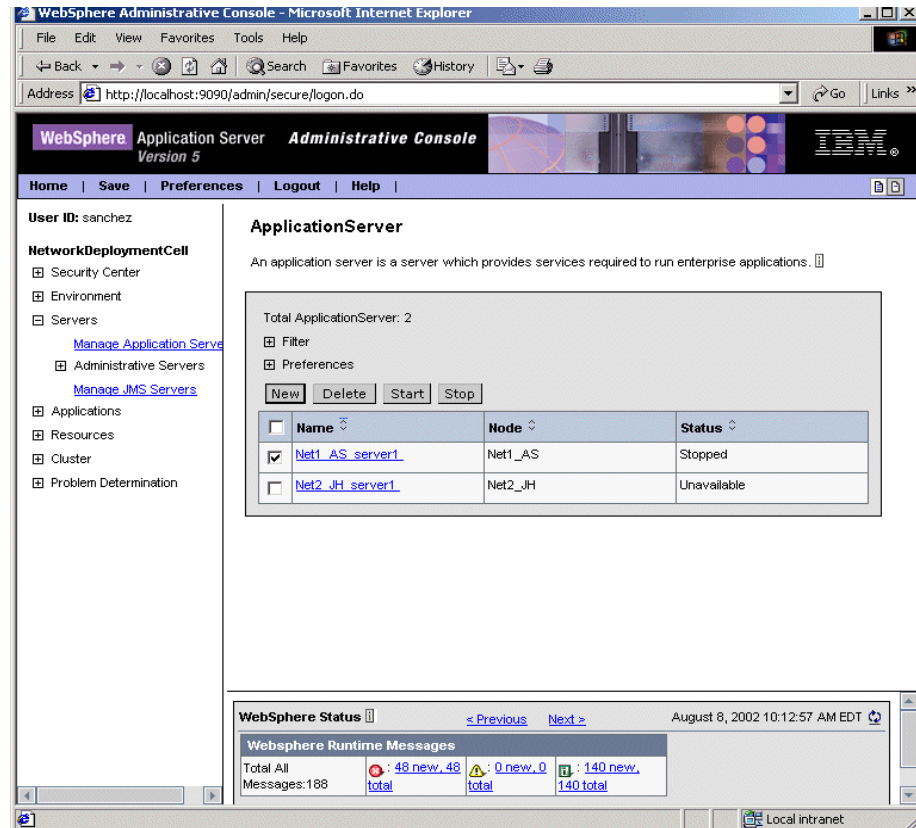 WebSphere Administrative Console - Microsoft Internet Explorer
File Edit View Favorites Tools Help
Back Search Favorites History
Address http://localhost:9090/admin/secure/logon.do Go Links »
WebSphere Application Server Administrative Console
Version 5
IBM®
Home | Save | Preferences | Logout | Help |
User ID: sanchez
NetworkDeploymentCell
Security Center
Environment
Servers
Manage Application Serve
Administrative Servers
Manage JMS Servers
Applications
Resources
Cluster
Problem Determination
ApplicationServer
An application server is a server which provides services required to run enterprise applications. i
Total ApplicationServer: 2
Filter
Preferences
New Delete Start Stop
Name Node Status
Net1_AS_server1 Net1_AS Stopped
Net2_JH_server1 Net2_JH Unavailable
WebSphere Status i < Previous Next > August 8, 2002 10:12:57 AM EDT
Websphere Runtime Messages
Total All Messages:188 : 48 new, 48 total : 0 new, 0 total : 140 new, 140 total
Local intranet